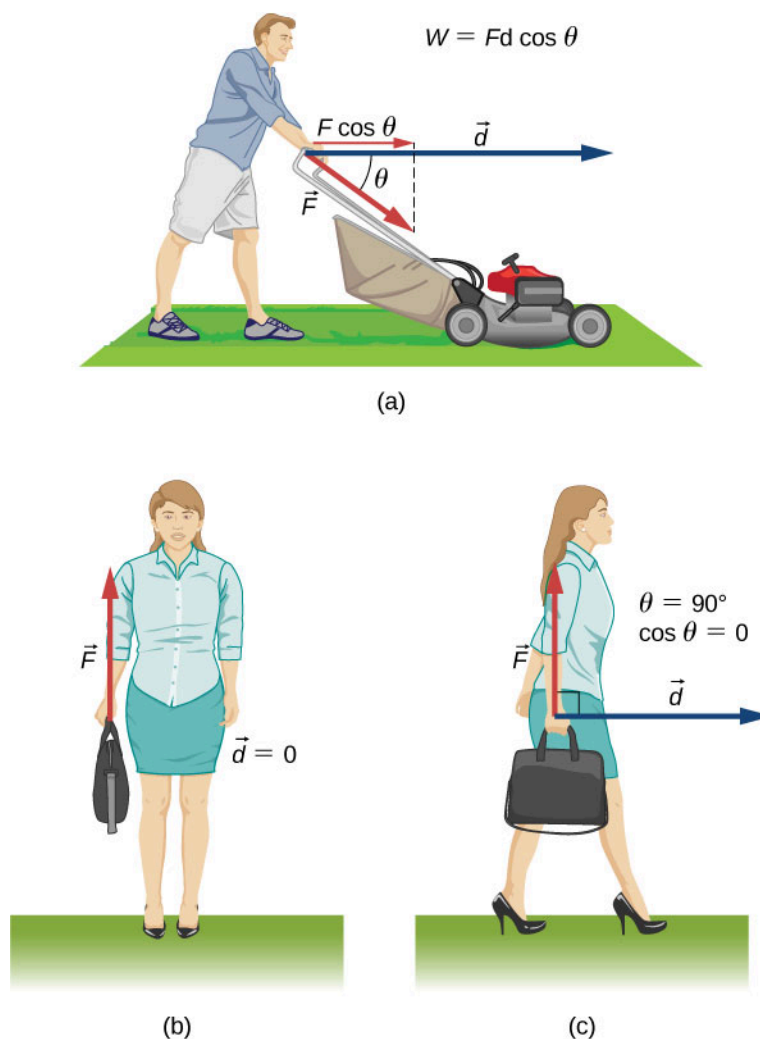 W = Fd cos θ
F cos θ
d⃗
θ
F⃗
(a)
F⃗
d⃗ = 0
(b)
θ = 90°
cos θ = 0
F⃗
d⃗
(c)